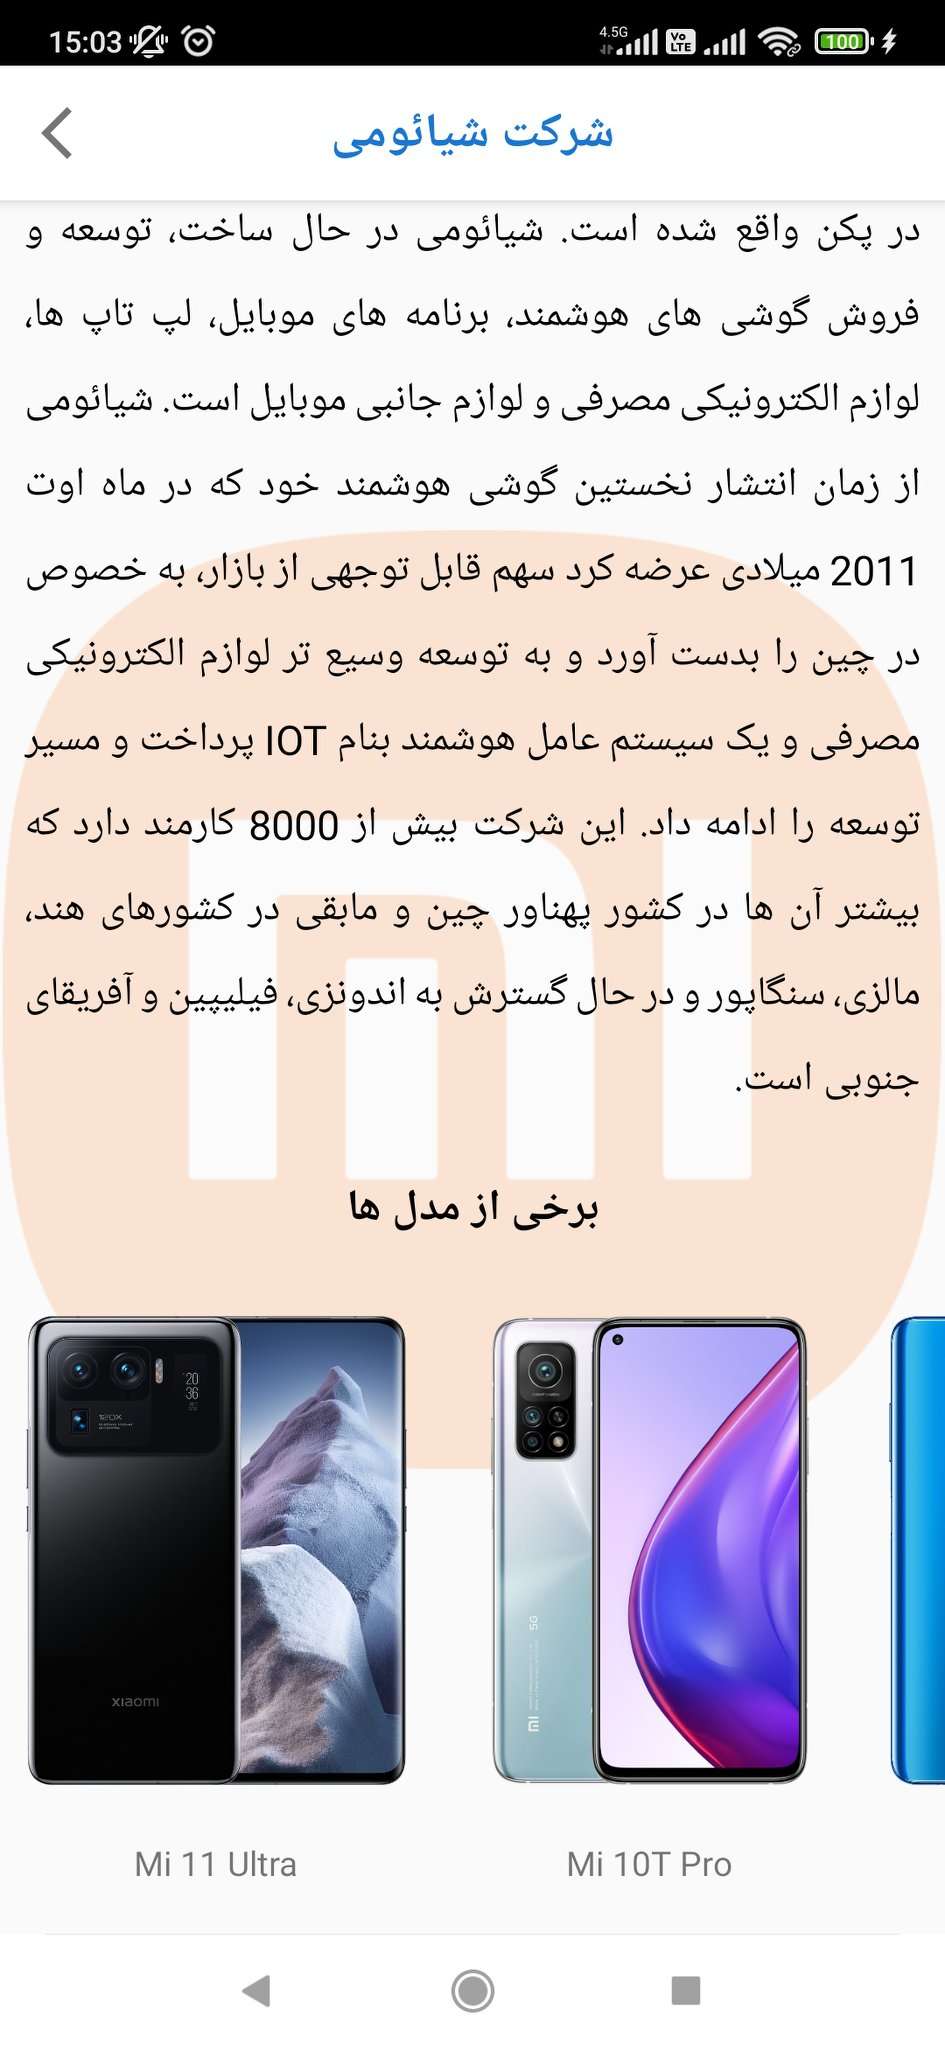 15:03
4.5G
Vo
LTE
100
شرکت شیائومی
در پکن واقع شده است. شیائومی در حال ساخت، توسعه و
فروش گوشی های هوشمند، برنامه های موبایل، لپ تاپ ها،
لوازم الکترونیکی مصرفی و لوازم جانبی موبایل است. شیائومی
از زمان انتشار نخستین گوشی هوشمند خود که در ماه اوت
2011 میلادی عرضه کرد سهم قابل توجهی از بازار، به خصوص
در چین را بدست آورد و به توسعه وسیع تر لوازم الکترونیکی
مصرفی و یک سیستم عامل هوشمند بنام IOT پرداخت و مسیر
توسعه را ادامه داد. این شرکت بیش از 8000 کارمند دارد که
بیشتر آن ها در کشور پهناور چین و مابقی در کشورهای هند،
مالزی، سنگاپور و در حال گسترش به اندونزی، فیلیپین و آفریقای
جنوبی است.
برخی از مدل ها
20
36
120X
xiaomi
5G
Mi 11 Ultra
Mi 10T Pro